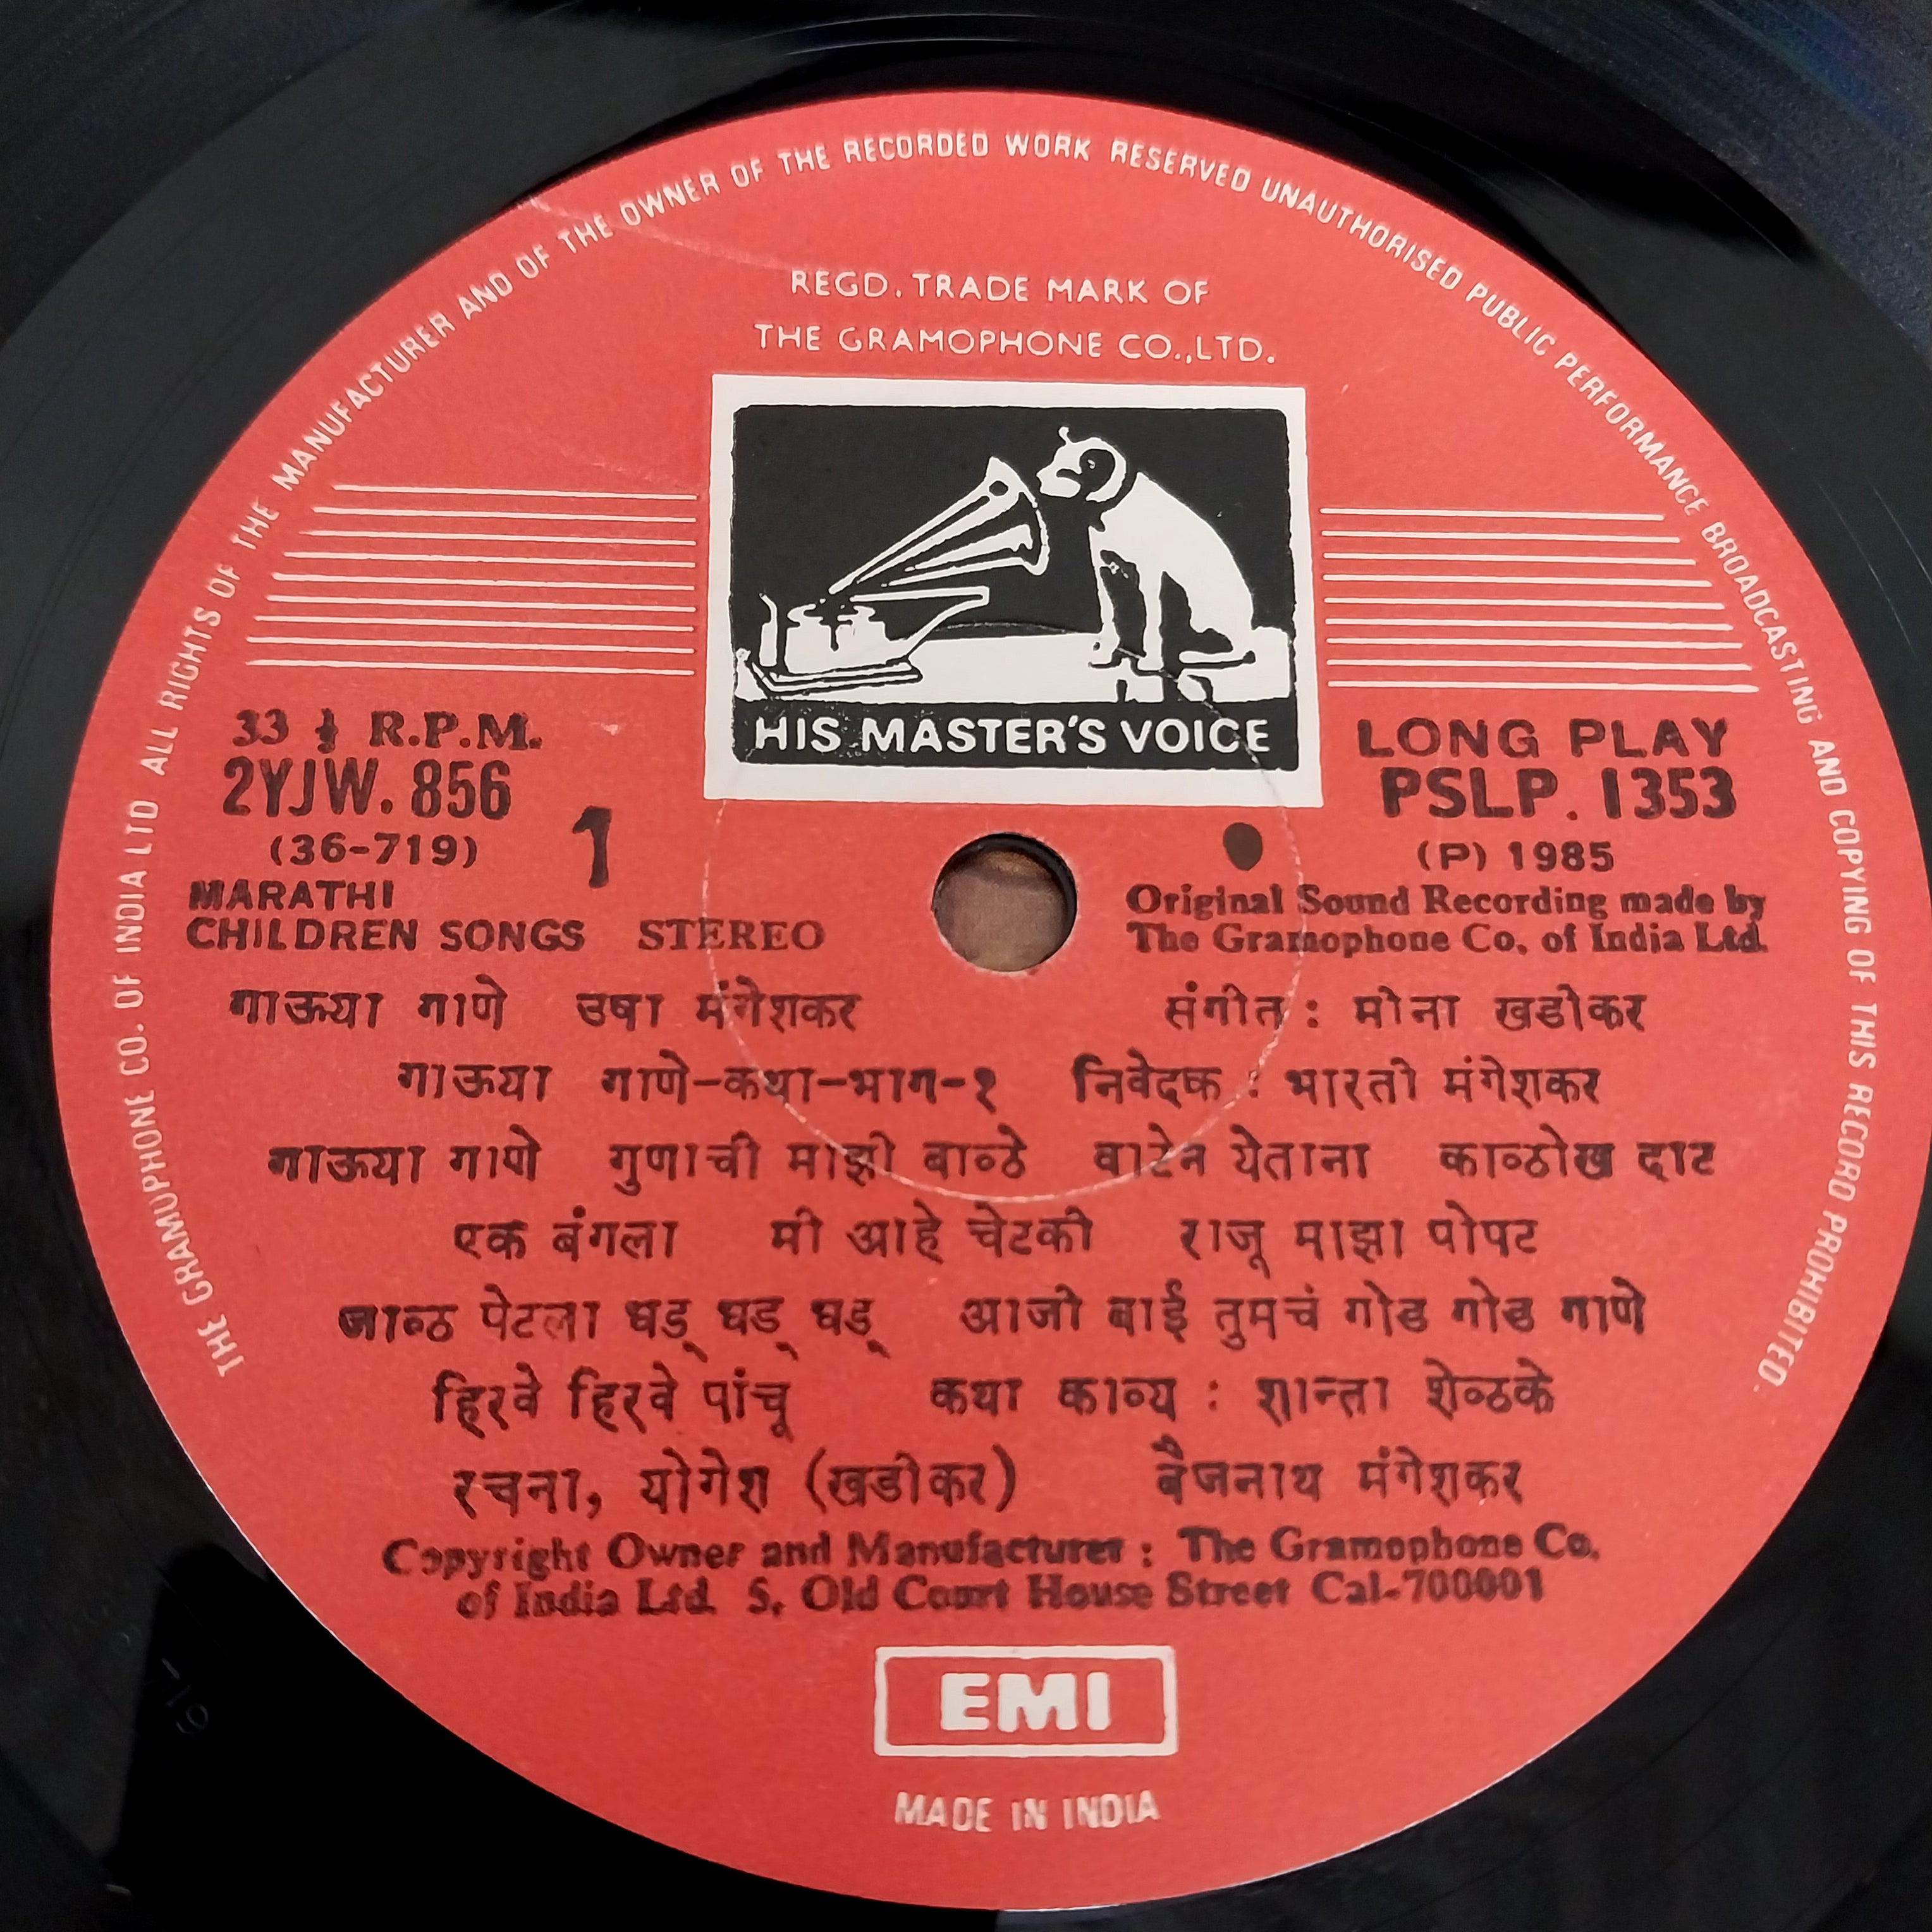 THE GRAMOPHONE CO. OF INDIA LTD ALL RIGHTS OF THE MANUFACTURER AND OF THE OWNER OF THE RECORDED WORK RESERVED UNAUTHORISED PUBLIC PERFORMANCE BROADCASTING AND COPYING OF THIS RECORD PROHIBITED.
REGD. TRADE MARK OF
THE GRAMOPHONE CO.,LTD.
HIS MASTER'S VOICE
33 ⅓ R.P.M.
2YJW. 856
(36-719)
1
MARATHI
CHILDREN SONGS STEREO
LONG PLAY
PSLP. 1353
(P) 1985
Original Sound Recording made by
The Gramophone Co. of India Ltd.
गाऊया गाणे उषा मंगेशकर संगीत : मीना खडीकर
गाऊया गाणे-कथा-भाग-१ निवेदक : भारती मंगेशकर
गाऊया गाणे गुणाची माझी बाळे वाटेन येताना काळोख दाट
एक बंगला मी आहे चेटकी राजू माझा पोपट
जाळ पेटला धड् धड् धड् आजी बाई तुमचं गोड गोड गाणे
हिरवे हिरवे पांचू कथा काव्य : शान्ता शेळके
रचना, योगेश (खडीकर) बैजनाथ मंगेशकर
Copyright Owner and Manufacturer : The Gramophone Co.
of India Ltd. 5, Old Court House Street Cal-700001
EMI
MADE IN INDIA